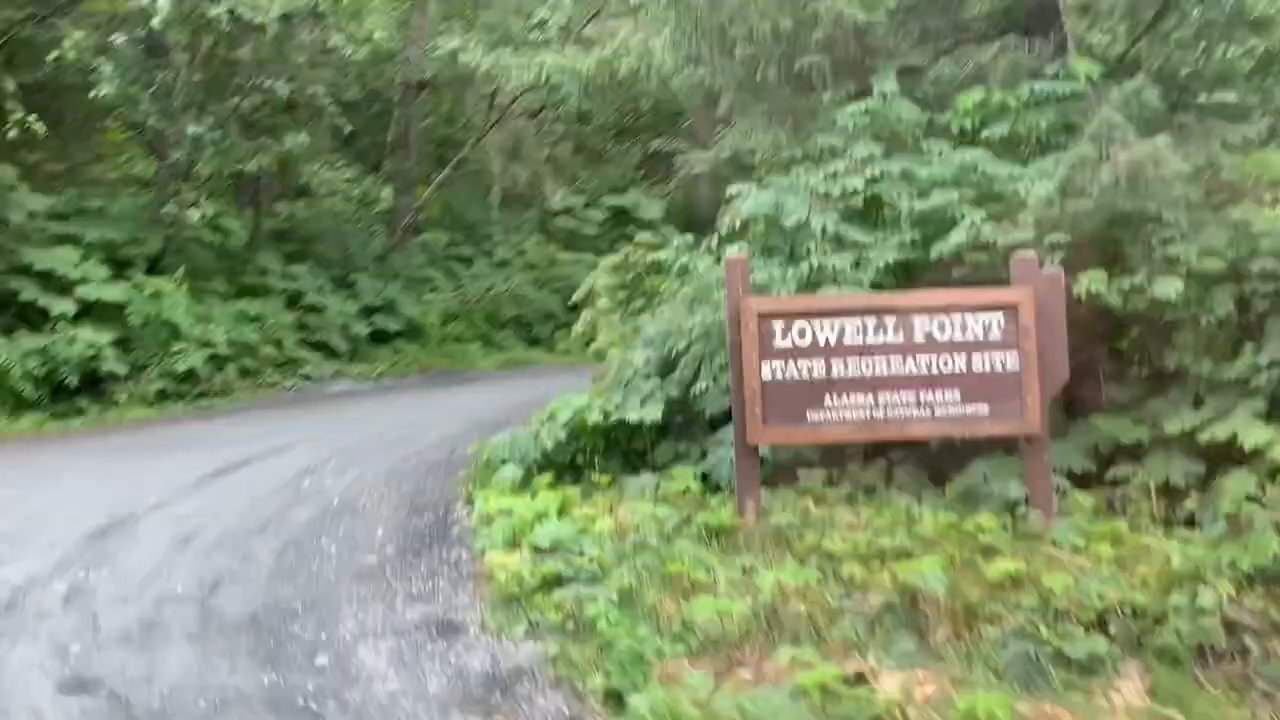 LOWELL POINT
STATE RECREATION SITE
ALASKA STATE PARKS
DEPARTMENT OF NATURAL RESOURCES